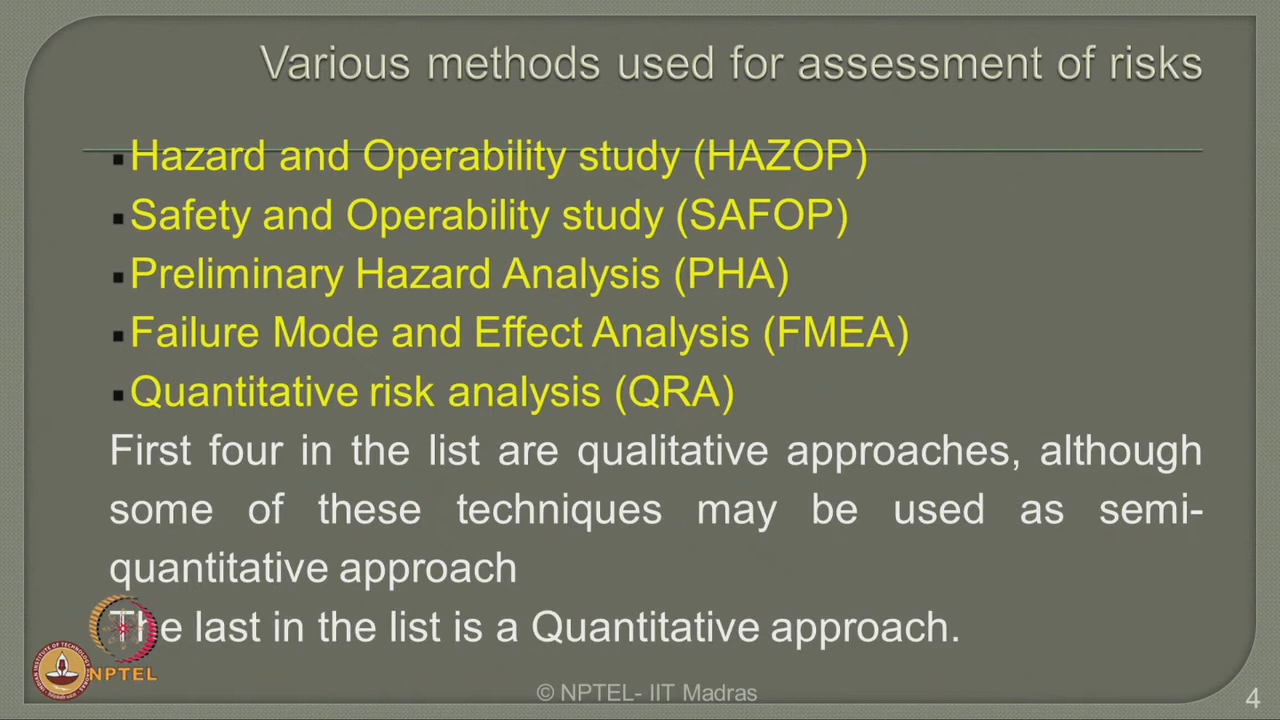 Various methods used for assessment of risks
Hazard and Operability study (HAZOP)
Safety and Operability study (SAFOP)
Preliminary Hazard Analysis (PHA)
Failure Mode and Effect Analysis (FMEA)
Quantitative risk analysis (QRA)
First four in the list are qualitative approaches, although
some of these techniques may be used as semi-
quantitative approach
The last in the list is a Quantitative approach.
NPTEL
© NPTEL- IIT Madras
4